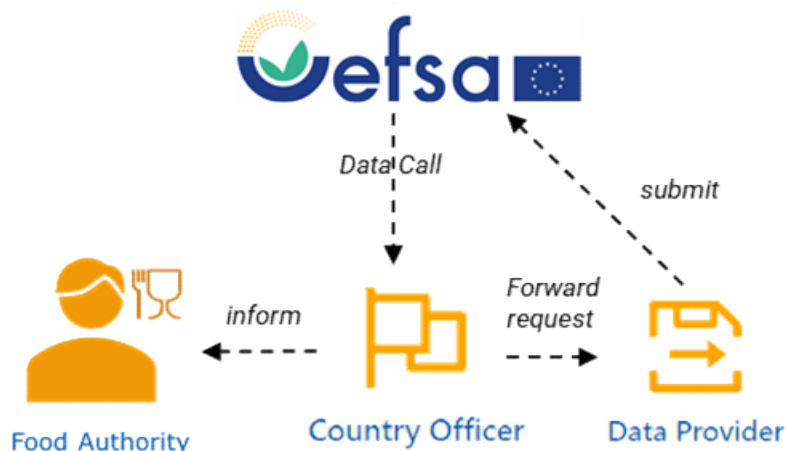 efsa
Data Call
submit
Forward
request
inform
Food Authority
Country Officer
Data Provider